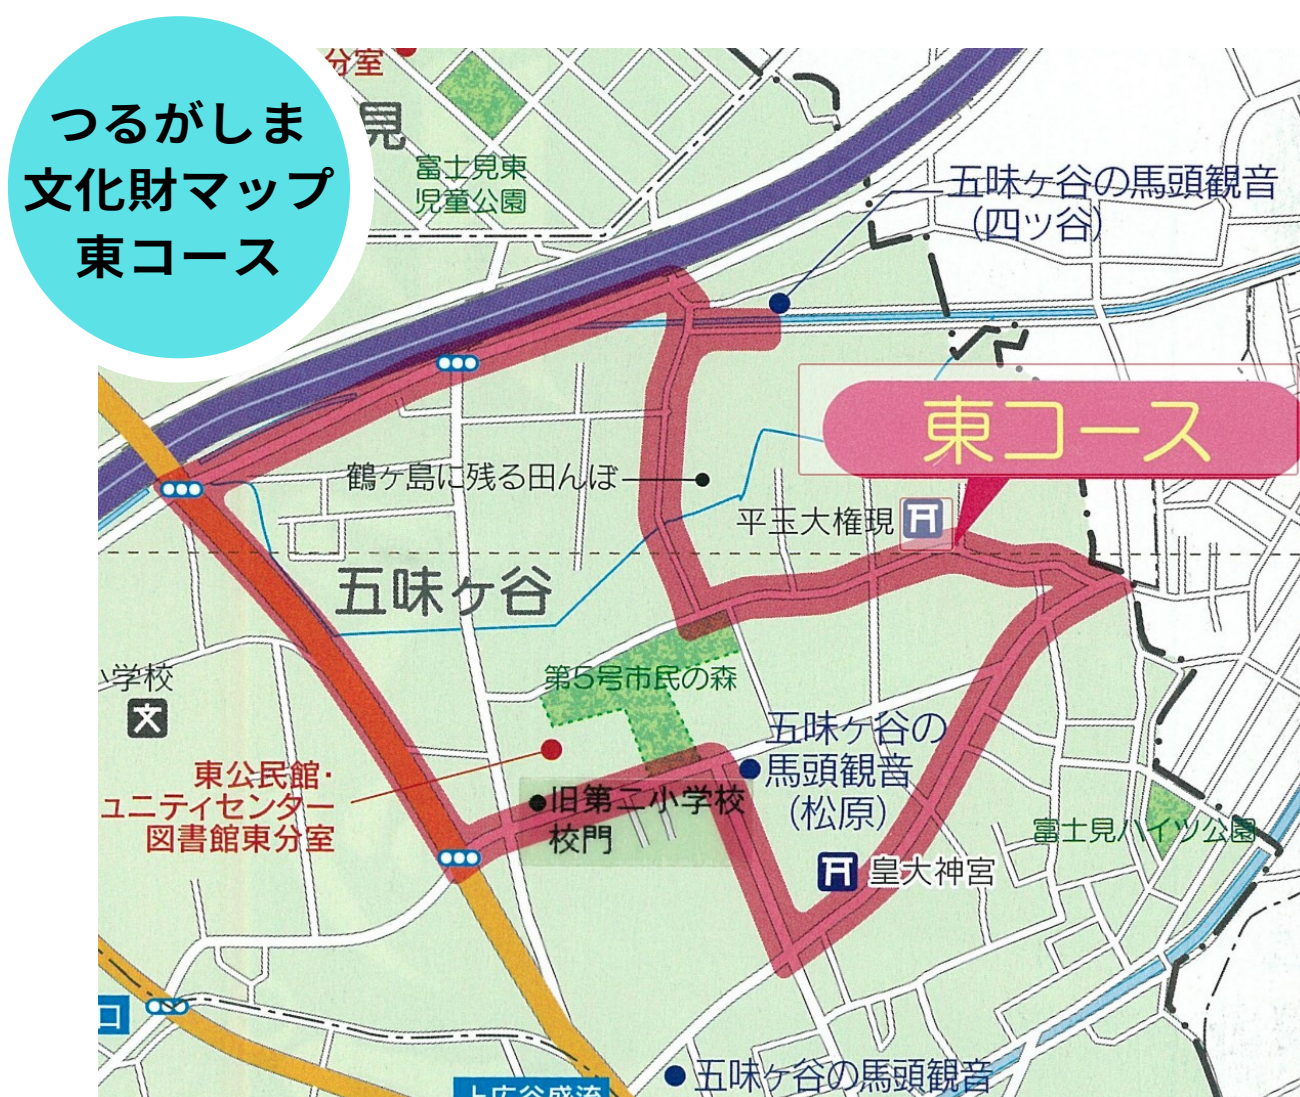 つるがしま
文化財マップ
東コース
分室
見
富士見東
児童公園
五味ヶ谷の馬頭観音
（四ッ谷）
東コース
鶴ヶ島に残る田んぼ
平玉大権現
五味ヶ谷
小学校
文
第5号市民の森
五味ヶ谷の
馬頭観音
（松原）
東公民館・
ユニティセンター
図書館東分室
旧第二小学校
校門
富士見ハイツ公園
皇大神宮
五味ヶ谷の馬頭観音